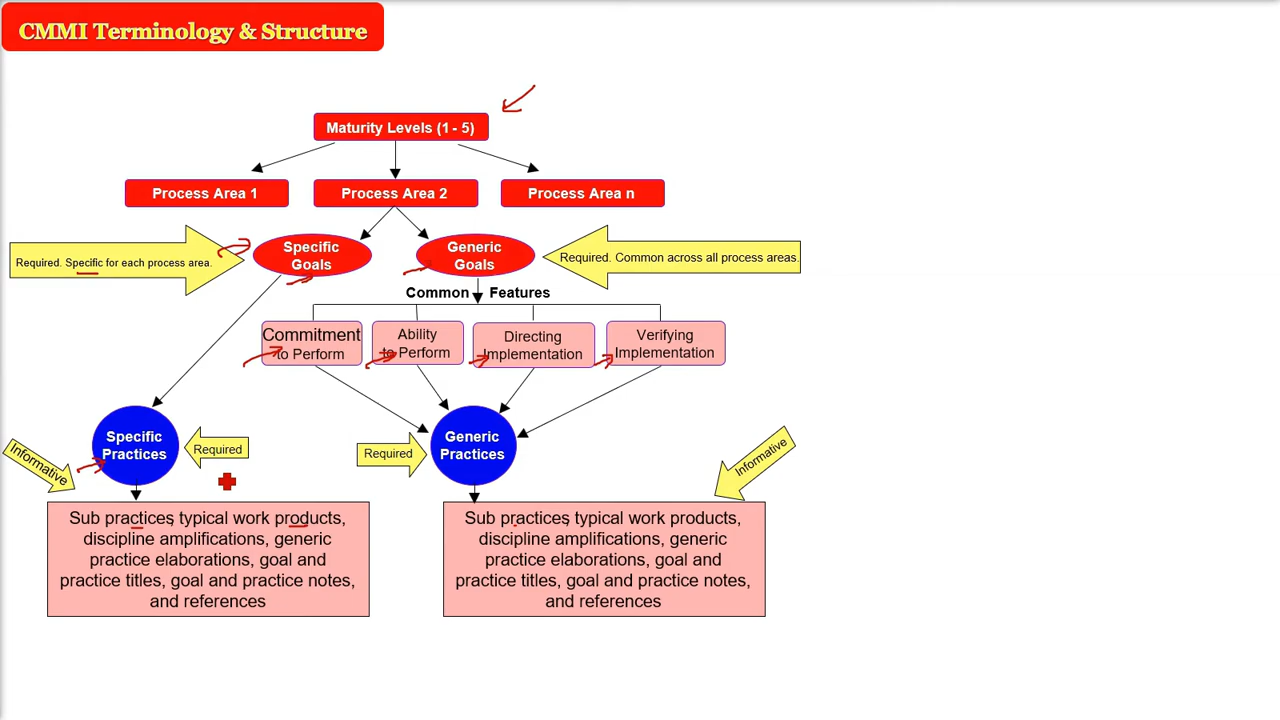 CMMI Terminology & Structure
Maturity Levels (1 - 5)
Process Area 1
Process Area 2
Process Area n
Required. Specific for each process area.
Specific
Goals
Generic
Goals
Required. Common across all process areas.
Common Features
Commitment
to Perform
Ability
to Perform
Directing
Implementation
Verifying
Implementation
Informative
Specific
Practices
Required
Required
Generic
Practices
Informative
Sub practices, typical work products,
discipline amplifications, generic
practice elaborations, goal and
practice titles, goal and practice notes,
and references
Sub practices, typical work products,
discipline amplifications, generic
practice elaborations, goal and
practice titles, goal and practice notes,
and references